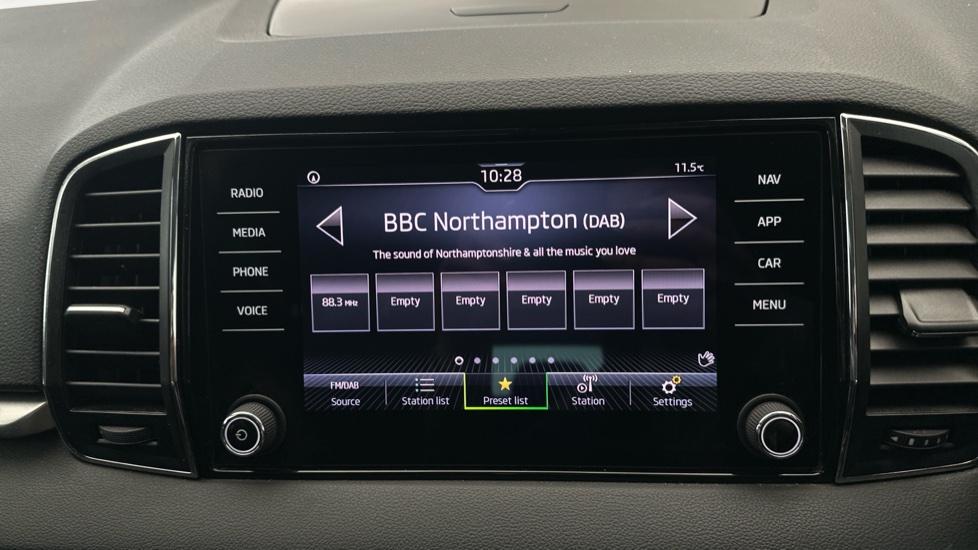 10:28
11.5°C
RADIO
MEDIA
PHONE
VOICE
BBC Northampton (DAB)
The sound of Northamptonshire & all the music you love
88.3 MHz
Empty
Empty
Empty
Empty
Empty
FM/DAB
Source
Station list
Preset list
Station
Settings
NAV
APP
CAR
MENU